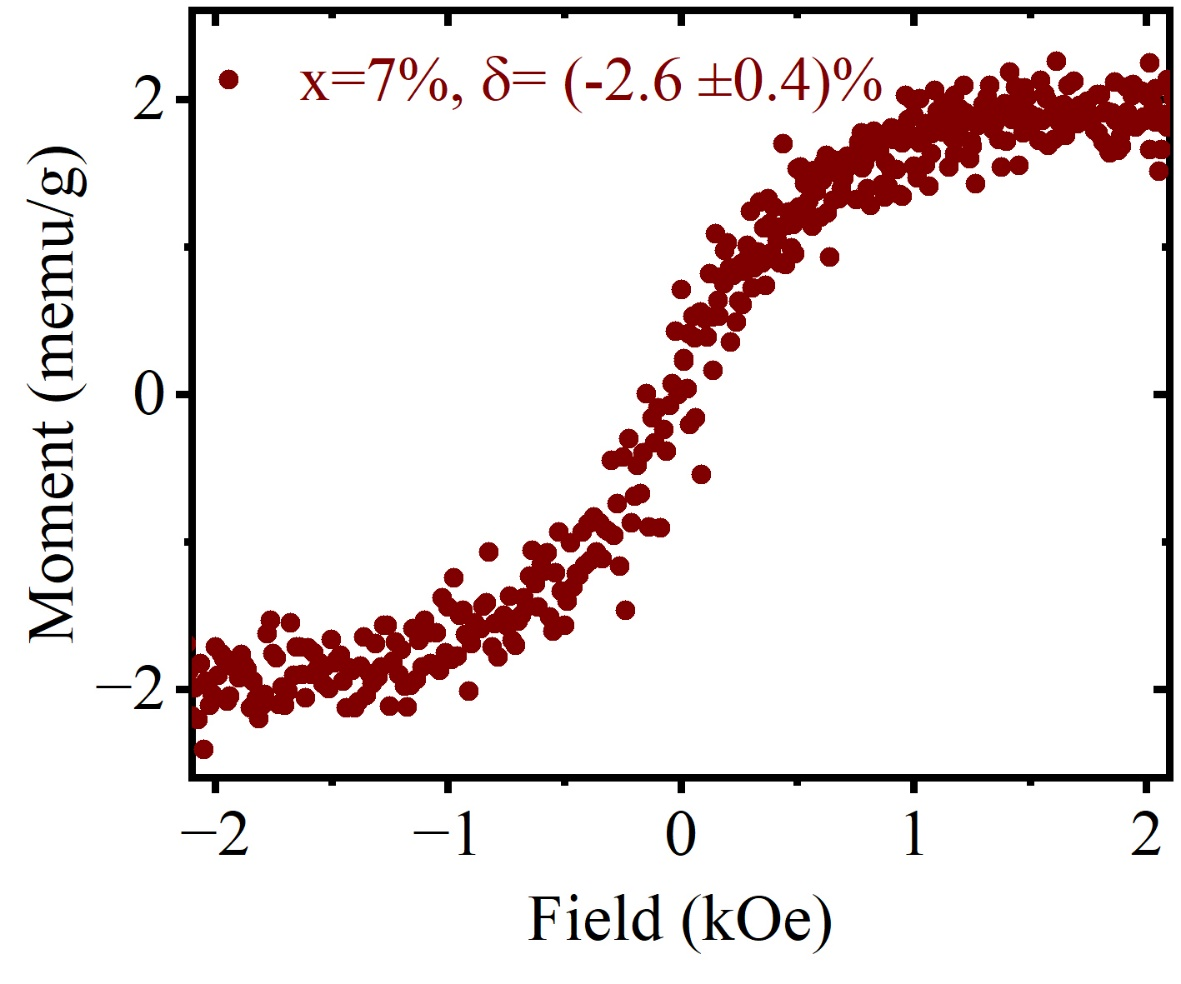 x=7%, δ= (-2.6 ±0.4)%
2
0
−2
Moment (memu/g)
−2 −1 0 1 2
Field (kOe)